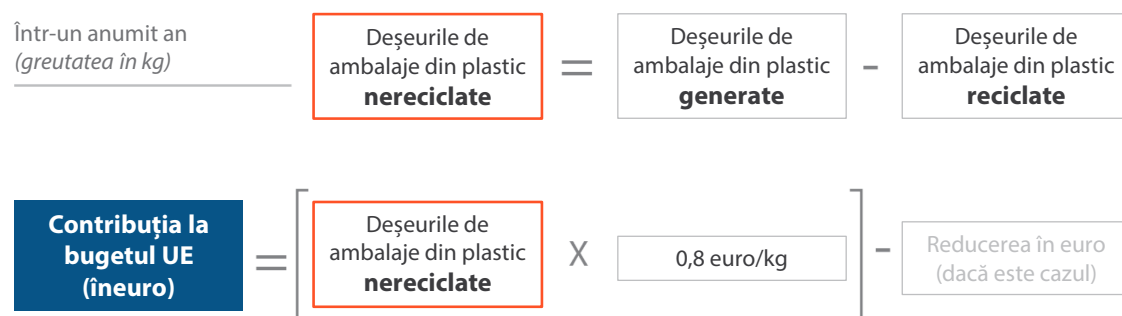 Într-un anumit an
(greutatea în kg)
Deșeurile de
ambalaje din plastic
nereciclate
=
Deșeurile de
ambalaje din plastic
generate
-
Deșeurile de
ambalaje din plastic
reciclate
Contribuția la
bugetul UE
(îneuro)
=
Deșeurile de
ambalaje din plastic
nereciclate
X
0,8 euro/kg
-
Reducerea în euro
(dacă este cazul)